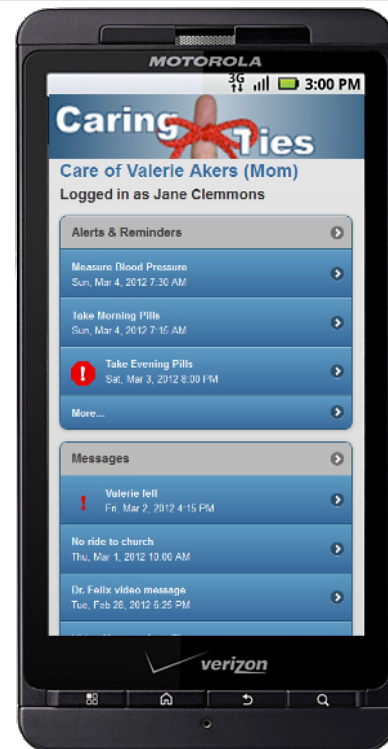 MOTOROLA
3G 3:00 PM
Caring Ties
Care of Valerie Akers (Mom)
Logged in as Jane Clemmons
Alerts & Reminders
Measure Blood Pressure
Sun, Mar 4, 2012 7:30 AM
Take Morning Pills
Sun, Mar 4, 2012 7:15 AM
! Take Evening Pills
Sat, Mar 3, 2012 8:00 PM
More...
Messages
! Valerie fell
Fri, Mar 2, 2012 4:15 PM
No ride to church
Thu, Mar 1, 2012 10:00 AM
Dr. Felix video message
Tue, Feb 28, 2012 6:25 PM
verizon